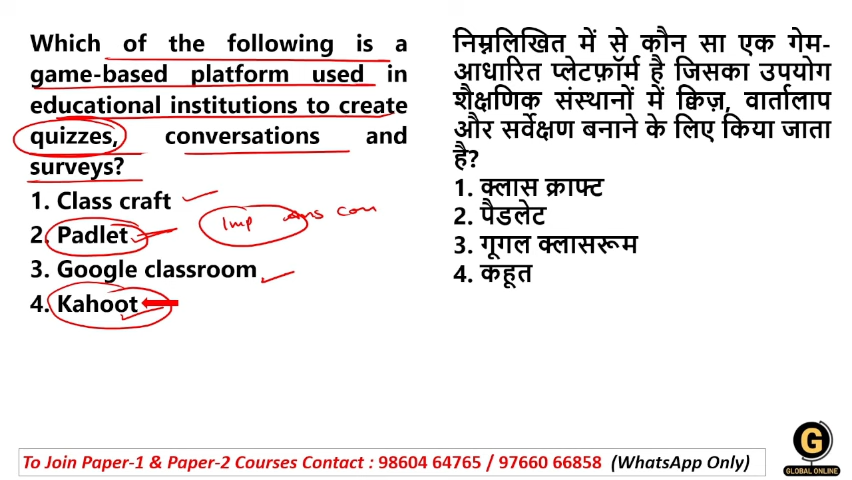 Which of the following is a
game-based platform used in
educational institutions to create
quizzes, conversations and
surveys?
1. Class craft
2. Padlet
3. Google classroom
4. Kahoot
Imp ans con
निम्नलिखित में से कौन सा एक गेम-
आधारित प्लेटफ़ॉर्म है जिसका उपयोग
शैक्षणिक संस्थानों में क्विज़, वार्तालाप
और सर्वेक्षण बनाने के लिए किया जाता
है?
1. क्लास क्राफ्ट
2. पैडलेट
3. गूगल क्लासरूम
4. कहूत
G
GLOBAL ONLINE
To Join Paper-1 & Paper-2 Courses Contact : 98604 64765 / 97660 66858 (WhatsApp Only)